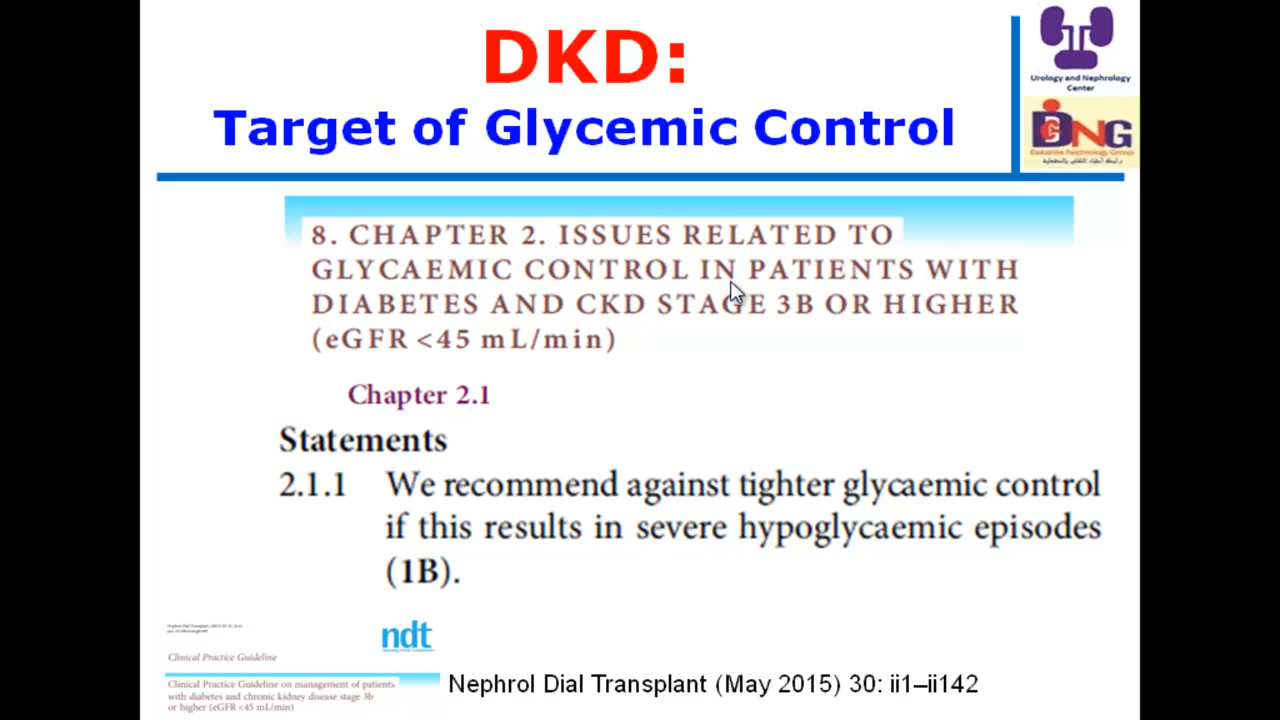 DKD:
Target of Glycemic Control
Urology and Nephrology
Center
DNG
8. CHAPTER 2. ISSUES RELATED TO
GLYCAEMIC CONTROL IN PATIENTS WITH
DIABETES AND CKD STAGE 3B OR HIGHER
(eGFR <45 mL/min)
Chapter 2.1
Statements
2.1.1 We recommend against tighter glycaemic control
if this results in severe hypoglycaemic episodes
(1B).
ndt
Clinical Practice Guideline
Clinical Practice Guideline on management of patients
with diabetes and chronic kidney disease stage 3b
or higher (eGFR <45 mL/min)
Nephrol Dial Transplant (May 2015) 30: ii1–ii142